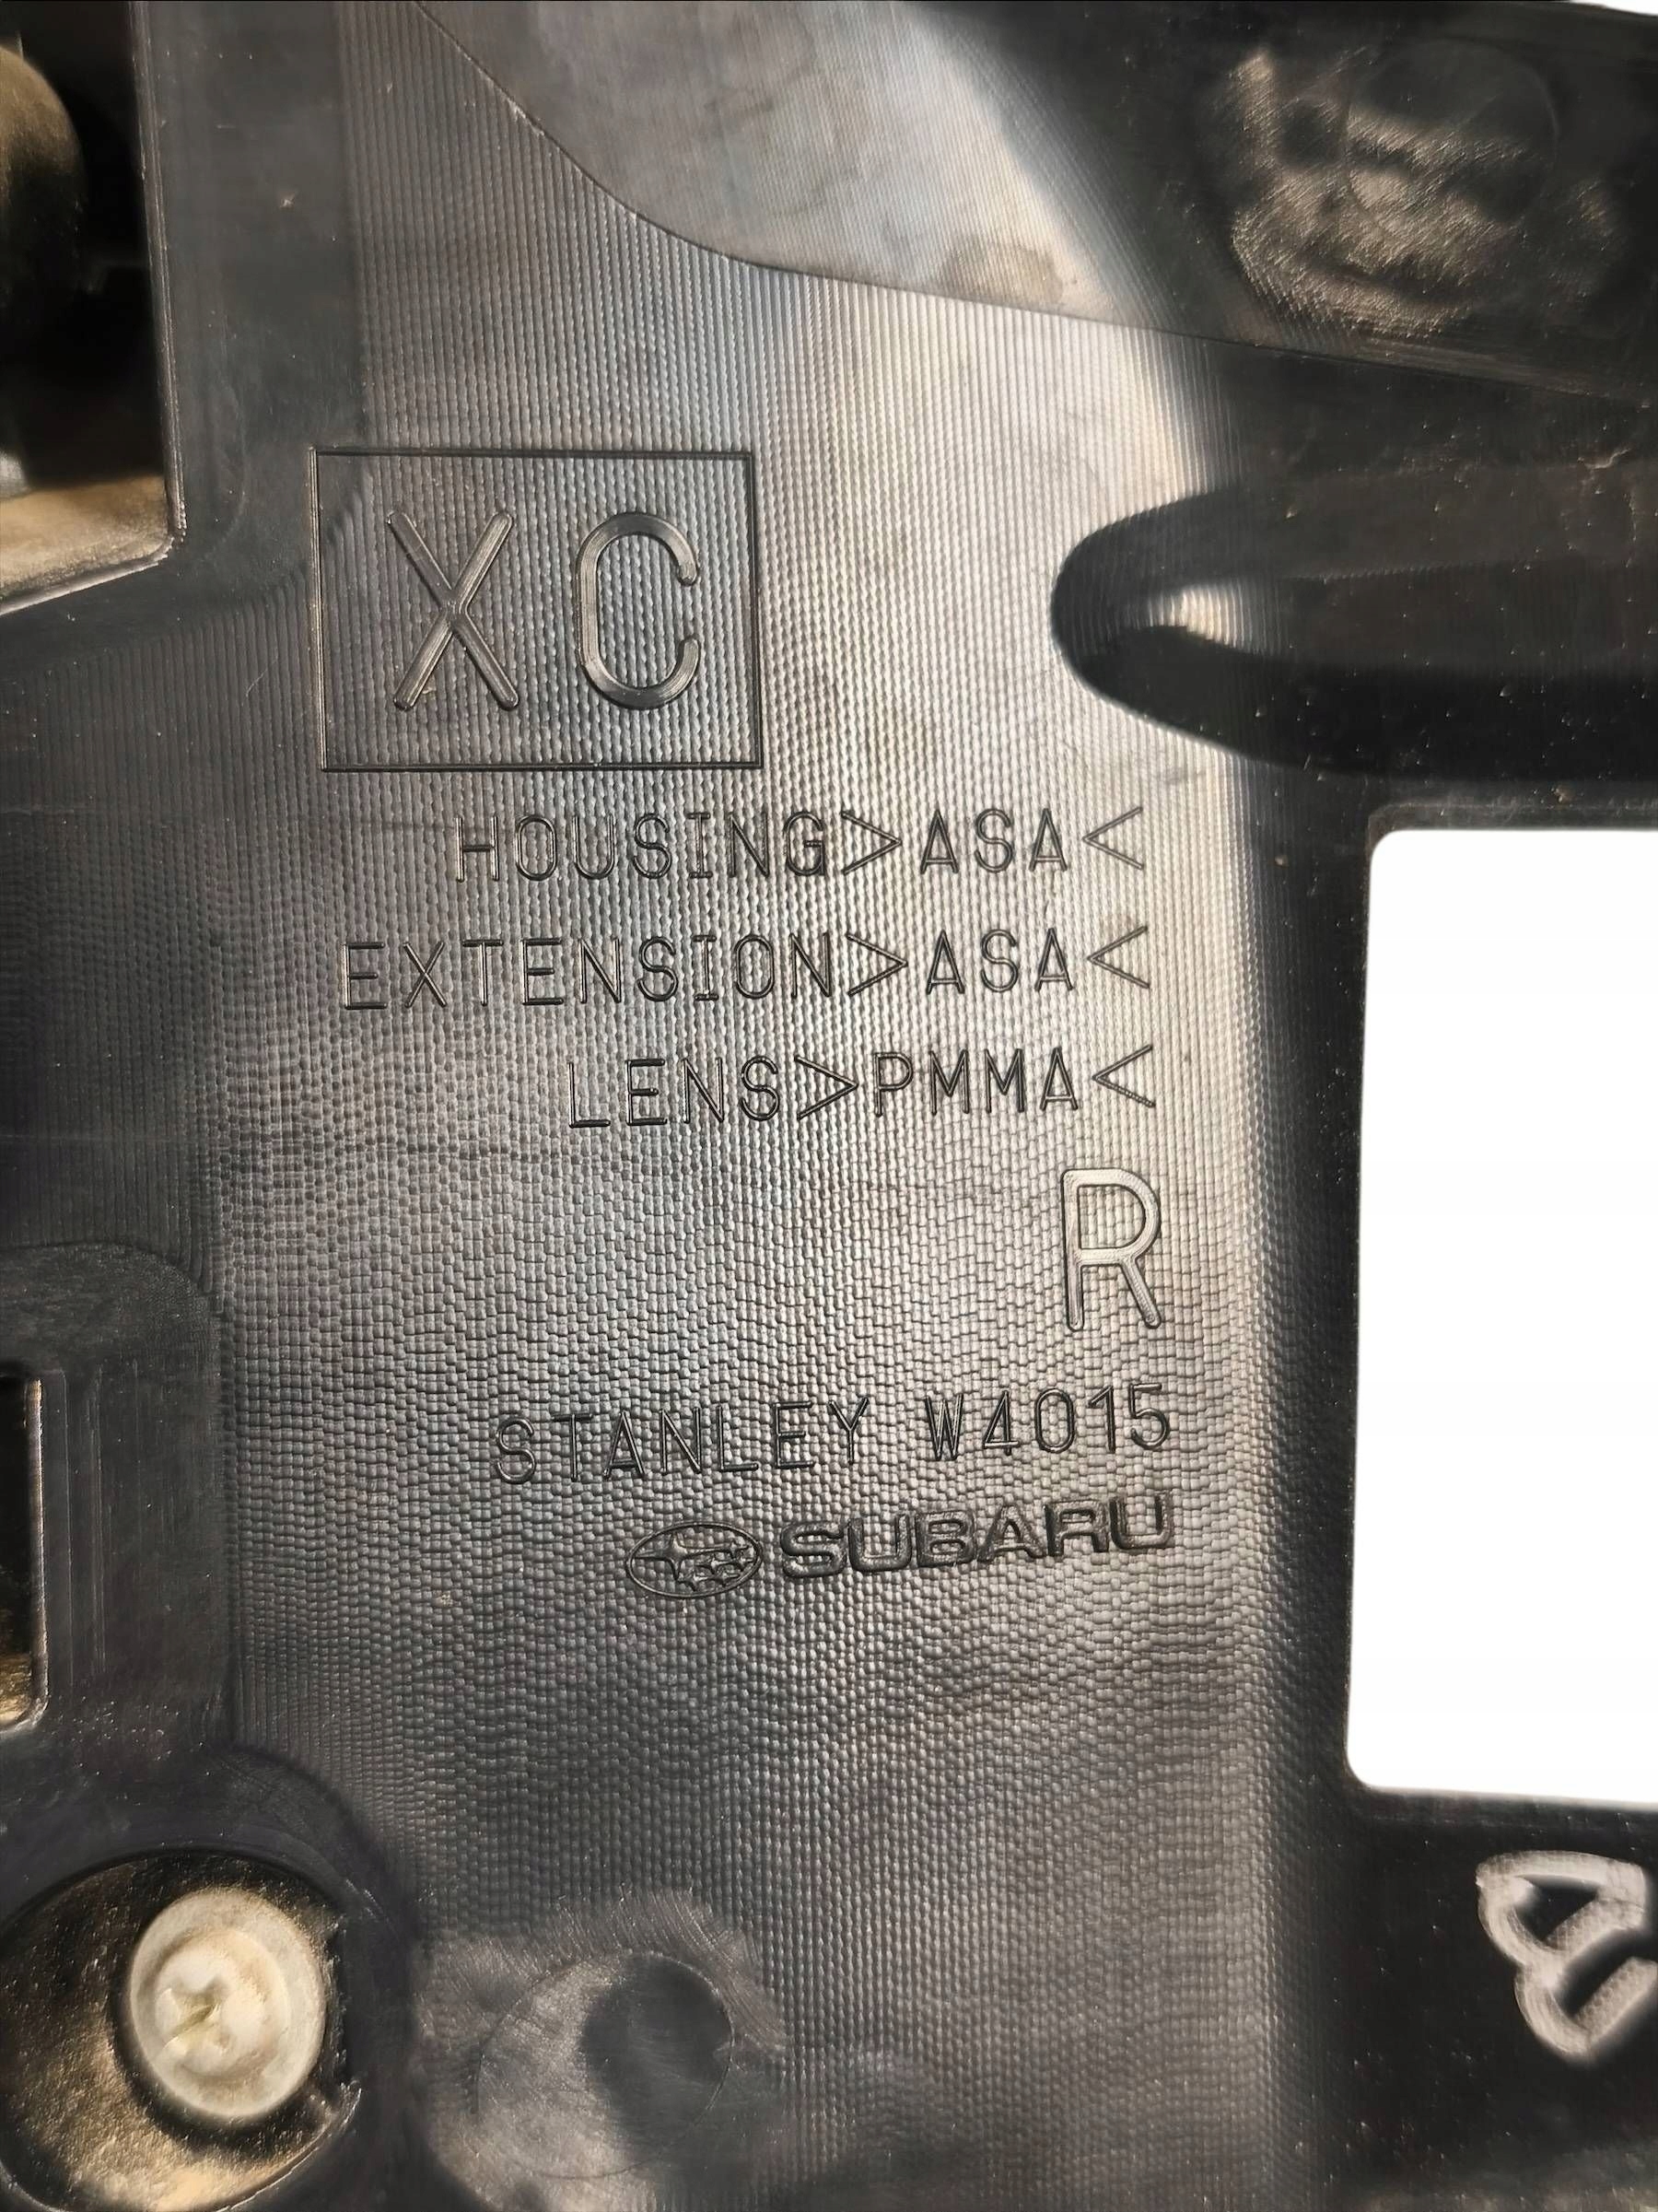 XC
HOUSING>ASA<
EXTENSION>ASA<
LENS>PMMA<
R
STANLEY W4015
SUBARU